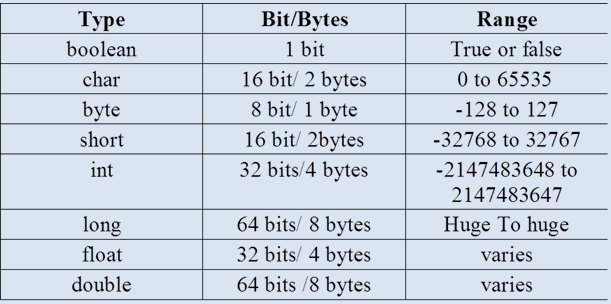 Type Bit/Bytes Range
boolean 1 bit True or false
char 16 bit/ 2 bytes 0 to 65535
byte 8 bit/ 1 byte -128 to 127
short 16 bit/ 2bytes -32768 to 32767
int 32 bits/4 bytes -2147483648 to
2147483647
long 64 bits/ 8 bytes Huge To huge
float 32 bits/ 4 bytes varies
double 64 bits /8 bytes varies